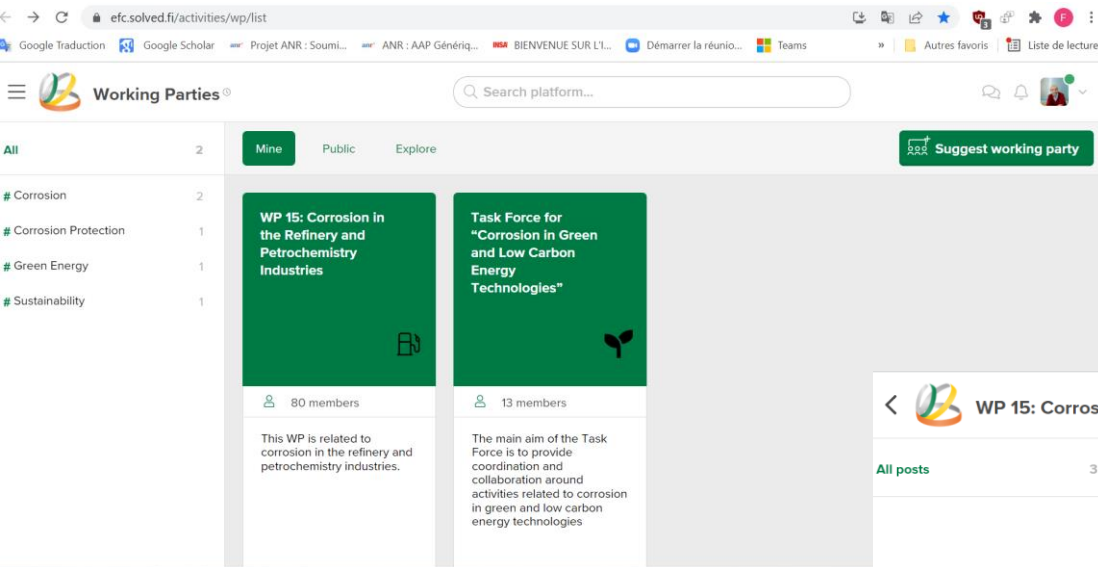 efc.solved.fi/activities/wp/list
Google Traduction Google Scholar Projet ANR : Soumi... ANR : AAP Génériq... BIENVENUE SUR L'I... Démarrer la réunio... Teams » Autres favoris Liste de lecture
Working Parties
Search platform...
All 2
Mine Public Explore
Suggest working party
# Corrosion 2
# Corrosion Protection 1
# Green Energy 1
# Sustainability 1
WP 15: Corrosion in
the Refinery and
Petrochemistry
Industries
80 members
This WP is related to
corrosion in the refinery and
petrochemistry industries.
Task Force for
“Corrosion in Green
and Low Carbon
Energy
Technologies”
13 members
The main aim of the Task
Force is to provide
coordination and
collaboration around
activities related to corrosion
in green and low carbon
energy technologies
WP 15: Corros
All posts 3